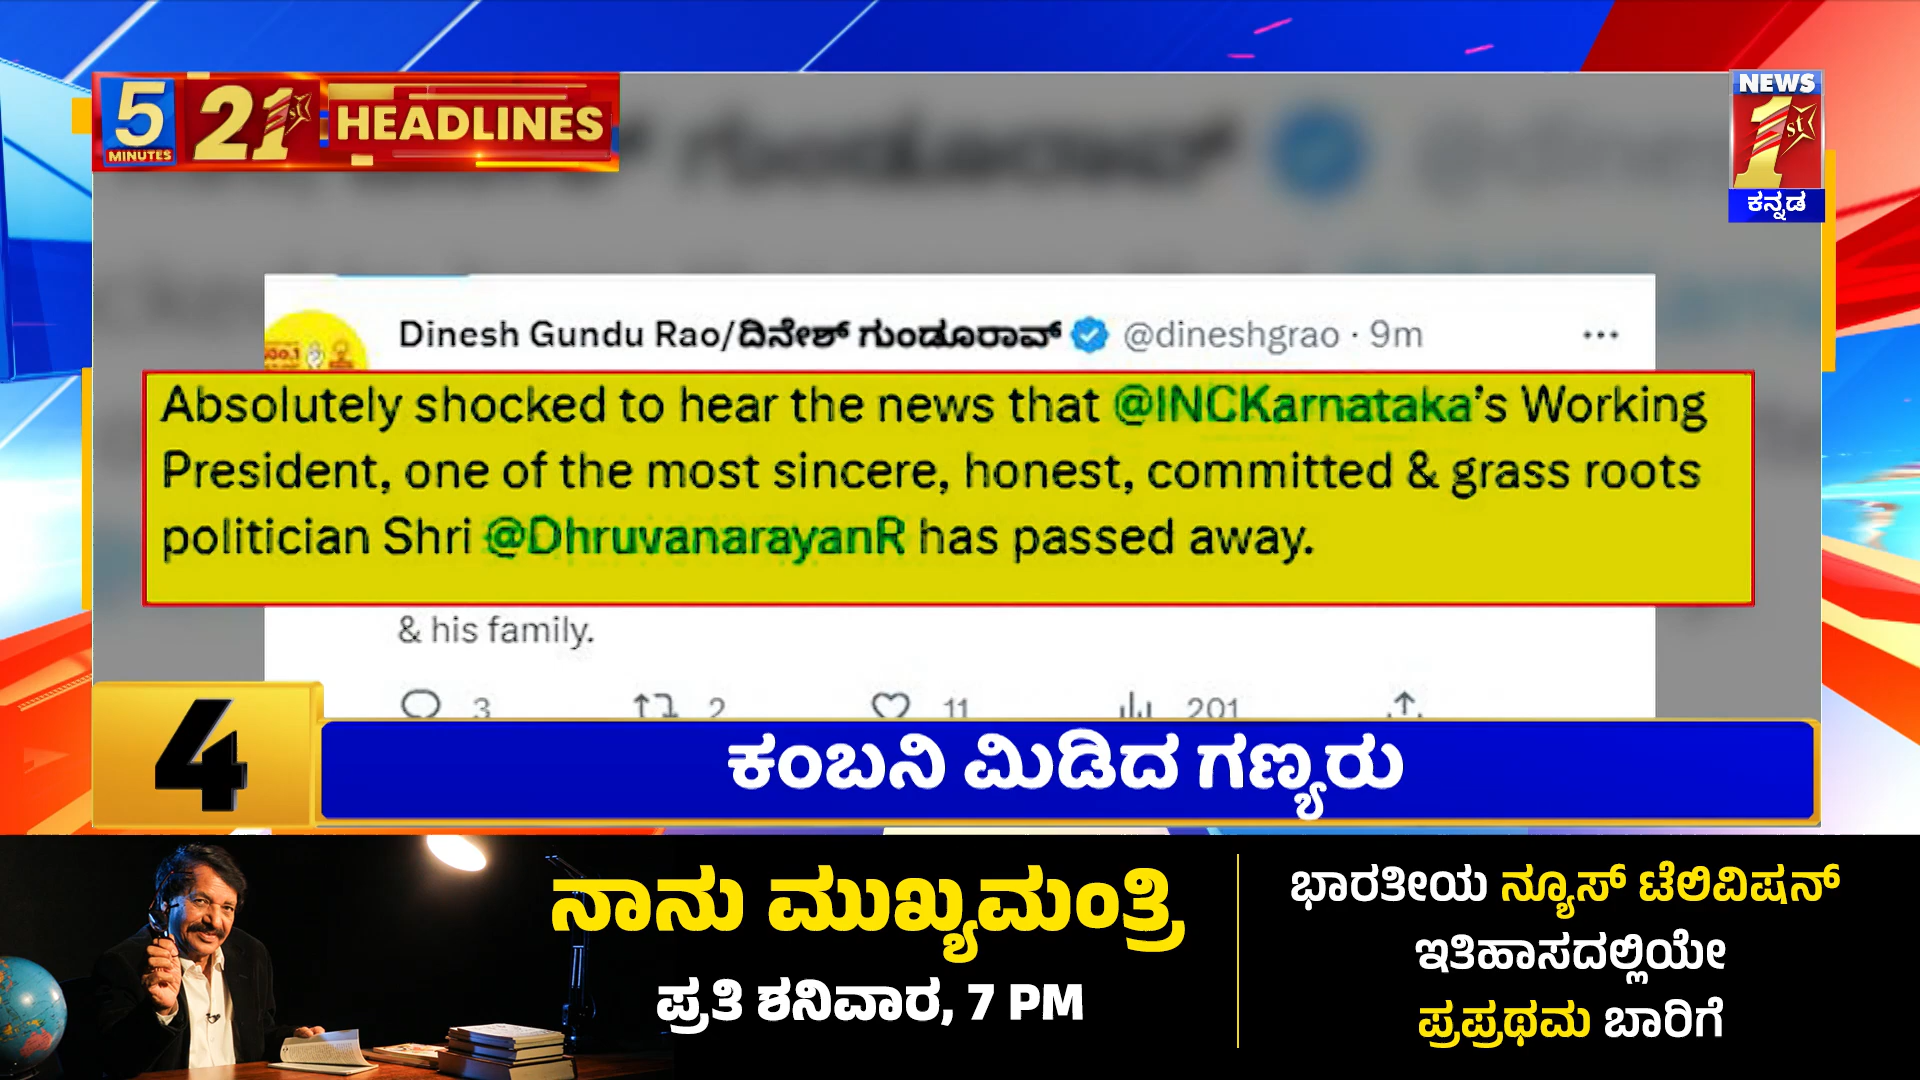 5
MINUTES
21st
HEADLINES
NEWS
1st
ಕನ್ನಡ
Dinesh Gundu Rao/ದಿನೇಶ್ ಗುಂಡೂರಾವ್ @dineshgrao · 9m
Absolutely shocked to hear the news that @INCKarnataka's Working
President, one of the most sincere, honest, committed & grass roots
politician Shri @DhruvanarayanR has passed away.
& his family.
3 2 11 201
4
ಕಂಬನಿ ಮಿಡಿದ ಗಣ್ಯರು
ನಾನು ಮುಖ್ಯಮಂತ್ರಿ
ಪ್ರತಿ ಶನಿವಾರ, 7 PM
ಭಾರತೀಯ ನ್ಯೂಸ್ ಟೆಲಿವಿಷನ್
ಇತಿಹಾಸದಲ್ಲಿಯೇ
ಪ್ರಪ್ರಥಮ ಬಾರಿಗೆ